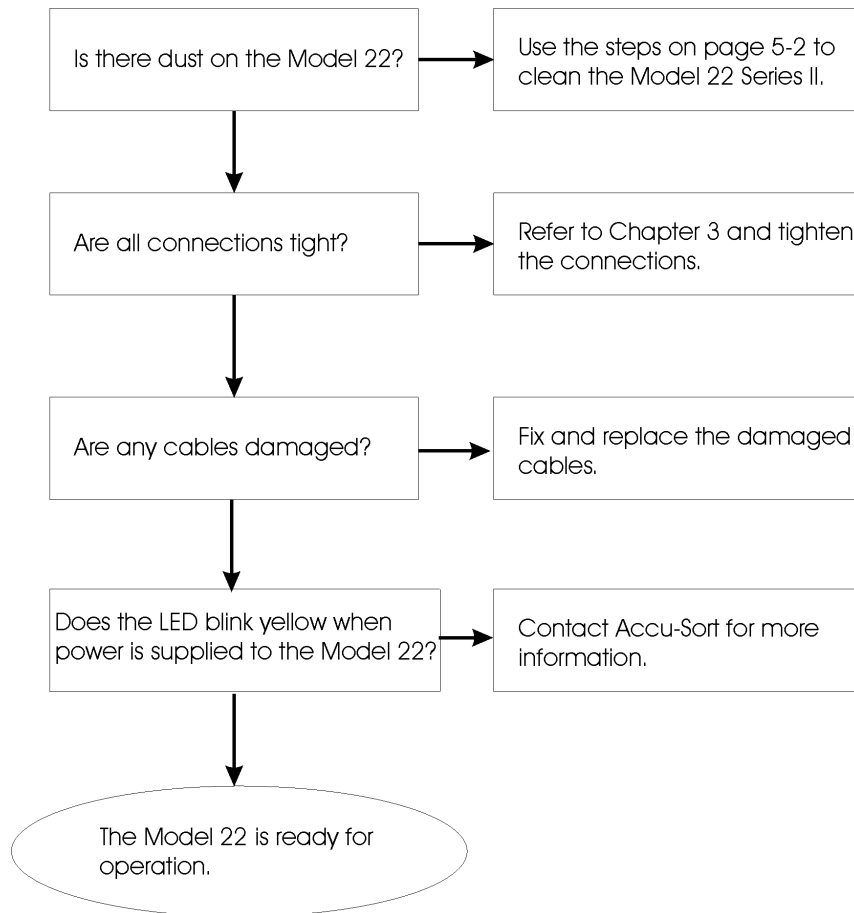 Is there dust on the Model 22?
Use the steps on page 5-2 to
clean the Model 22 Series II.
Are all connections tight?
Refer to Chapter 3 and tighten
the connections.
Are any cables damaged?
Fix and replace the damaged
cables.
Does the LED blink yellow when
power is supplied to the Model 22?
Contact Accu-Sort for more
information.
The Model 22 is ready for
operation.